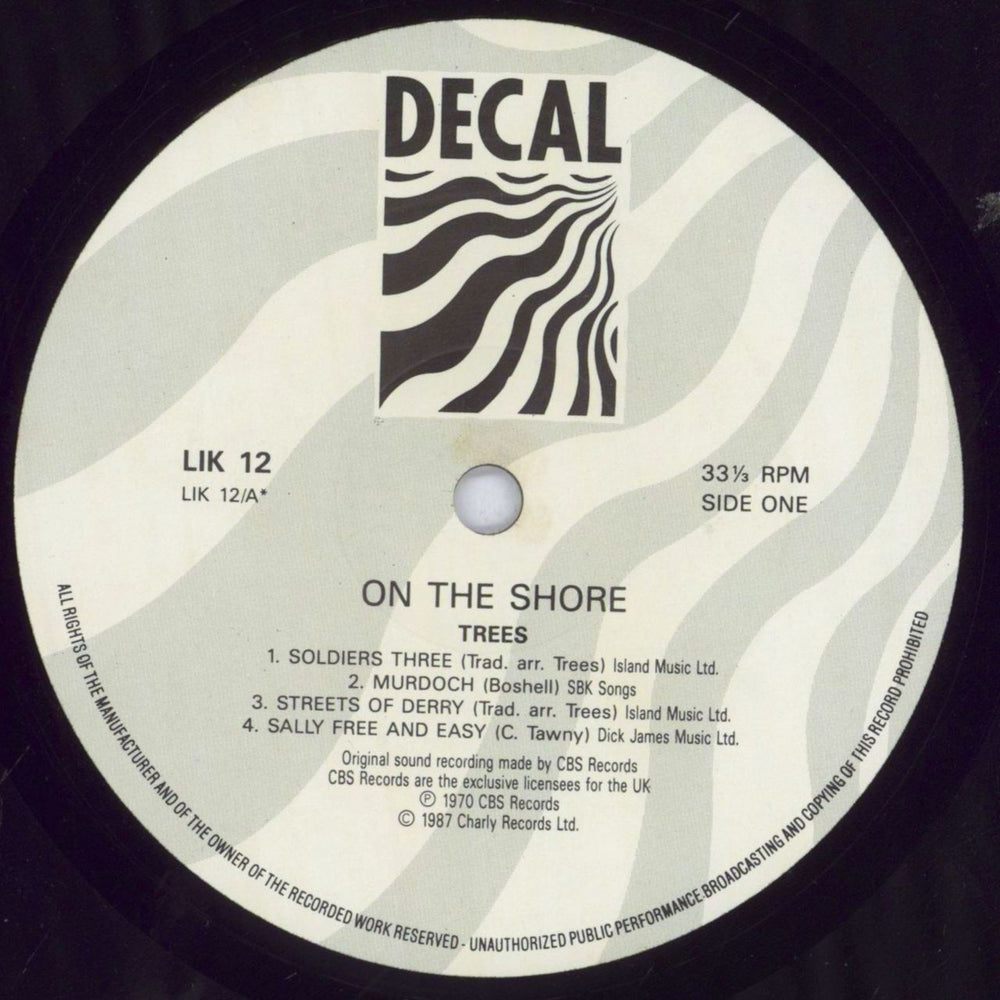 DECAL
LIK 12
LIK 12/A*
33⅓ RPM
SIDE ONE
ON THE SHORE
TREES
1. SOLDIERS THREE (Trad. arr. Trees) Island Music Ltd.
2. MURDOCH (Boshell) SBK Songs
3. STREETS OF DERRY (Trad. arr. Trees) Island Music Ltd.
4. SALLY FREE AND EASY (C. Tawny) Dick James Music Ltd.
Original sound recording made by CBS Records
CBS Records are the exclusive licensees for the UK
Ⓟ 1970 CBS Records
© 1987 Charly Records Ltd.
ALL RIGHTS OF THE MANUFACTURER AND OF THE OWNER OF THE RECORDED WORK RESERVED - UNAUTHORIZED PUBLIC PERFORMANCE BROADCASTING AND COPYING OF THIS RECORD PROHIBITED